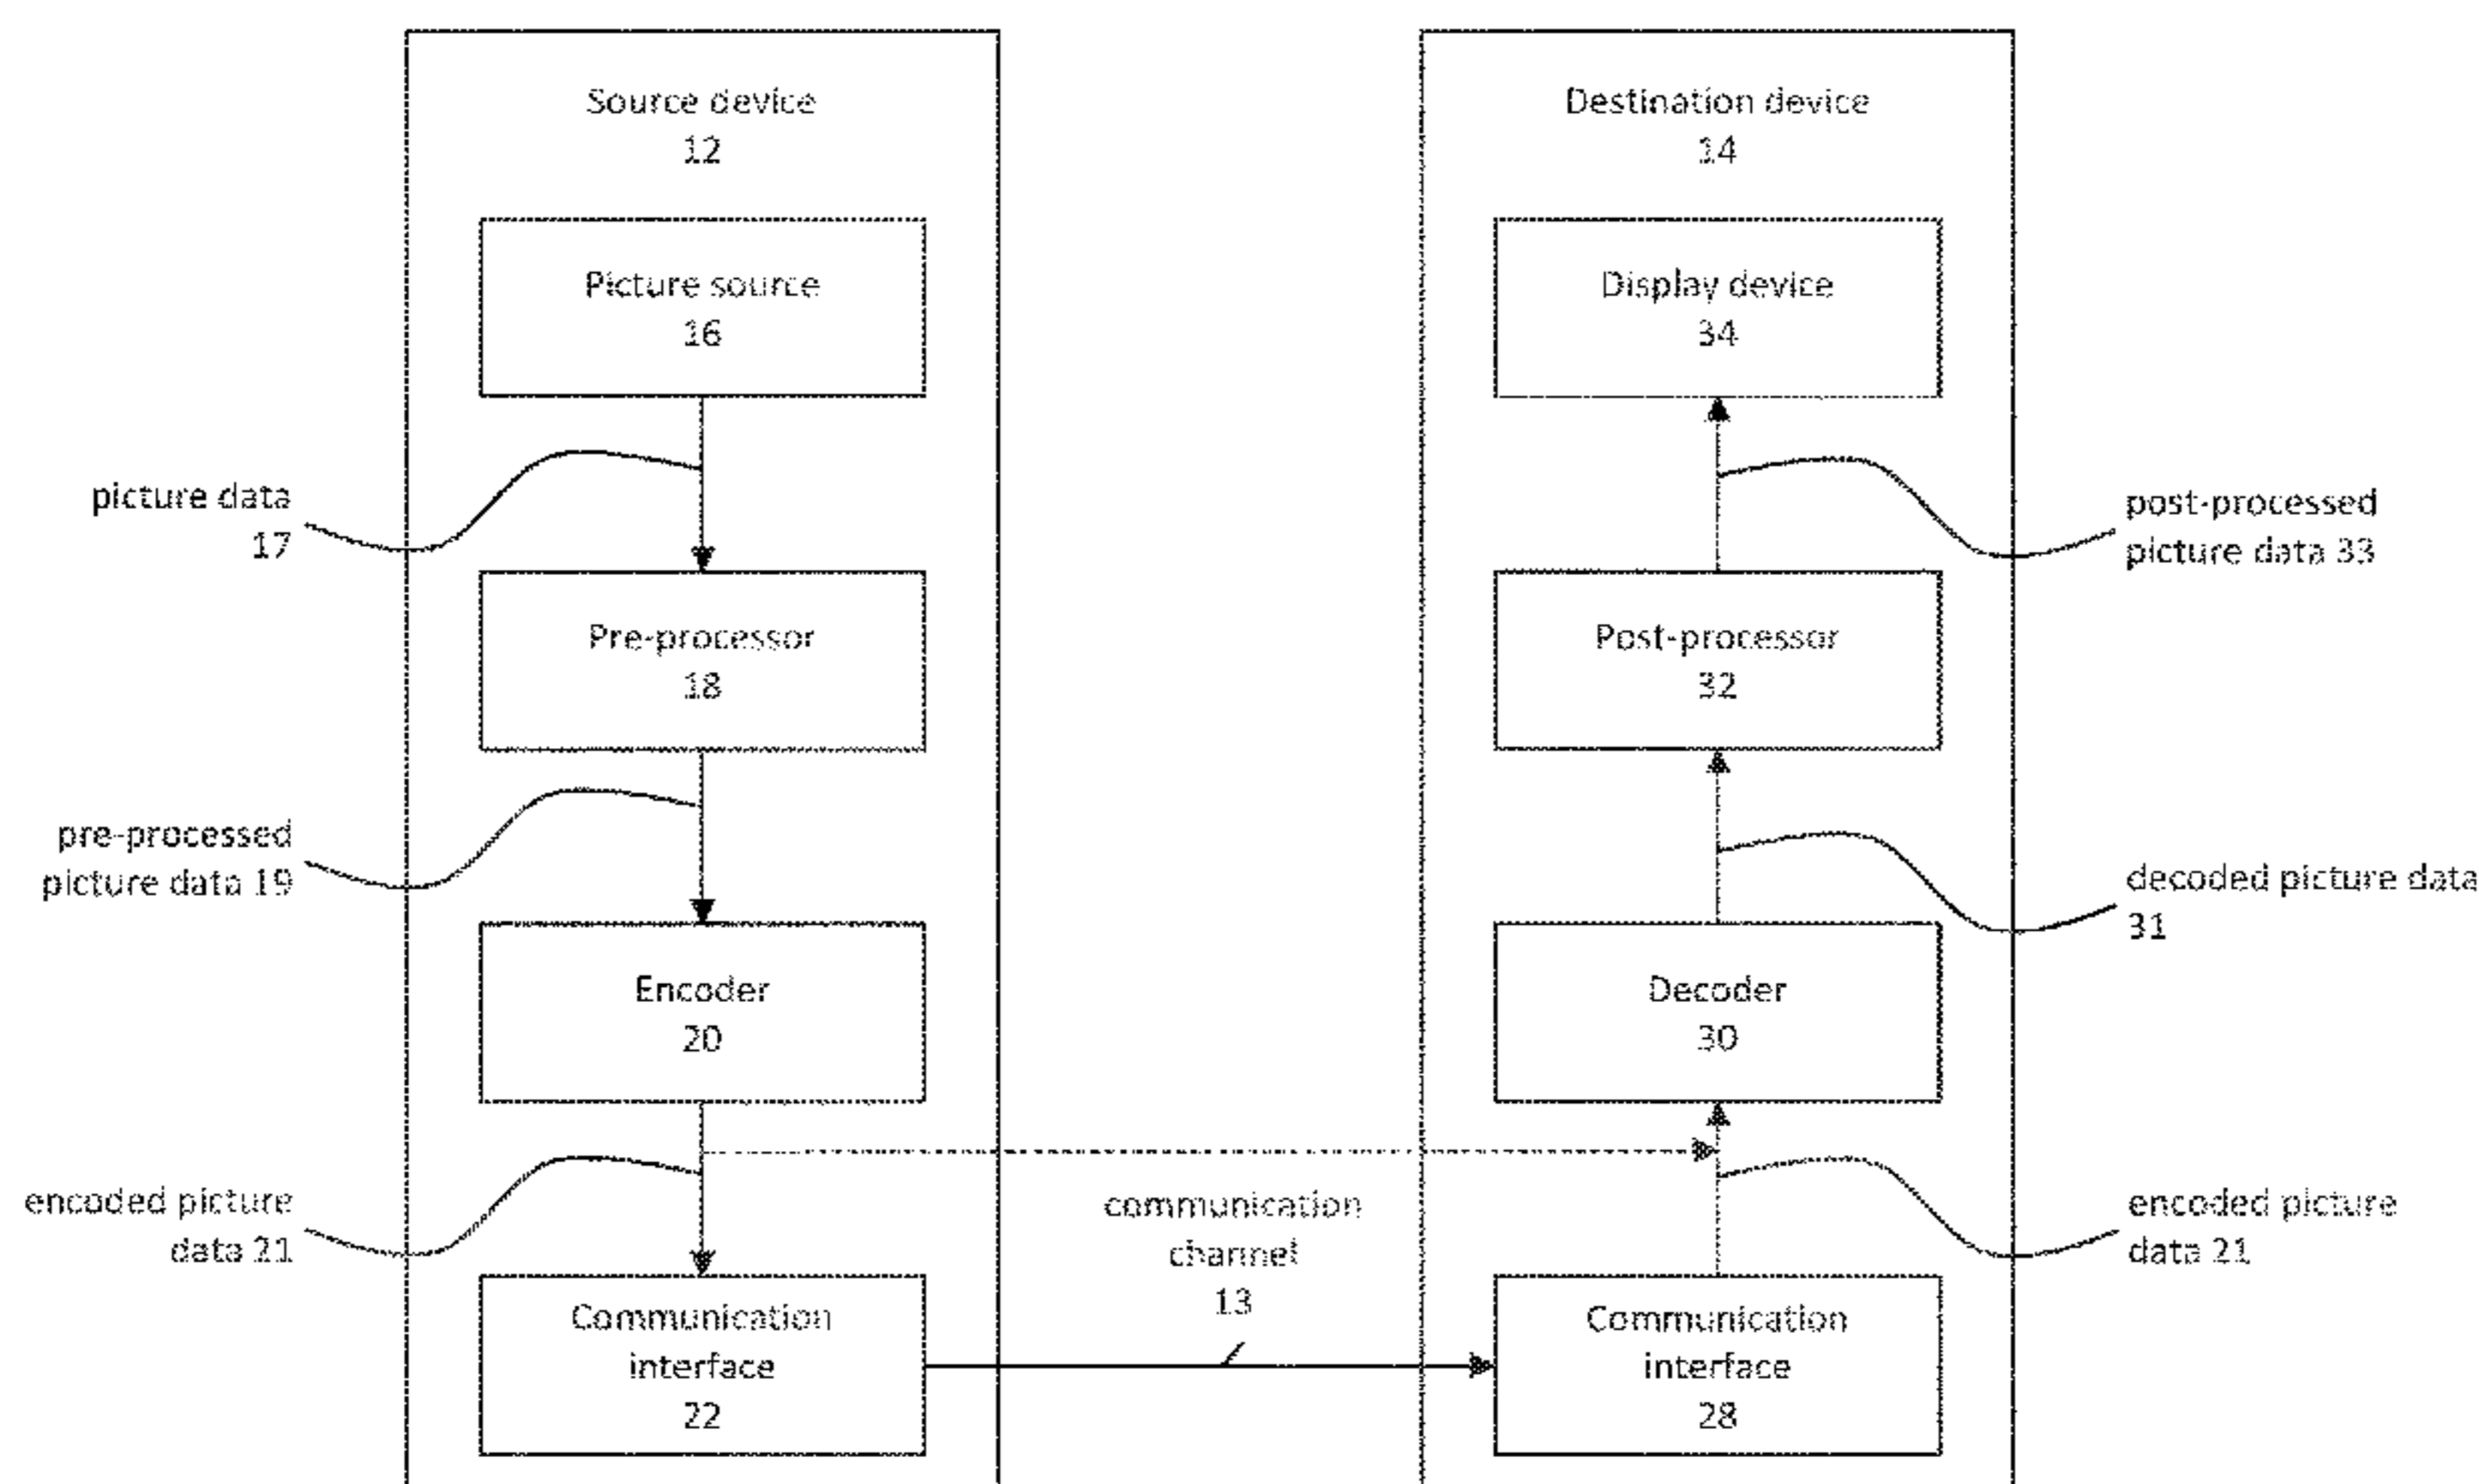 Source device
12
Picture source
16
picture data
17
Pre-processor
18
pre-processed
picture data 19
Encoder
20
encoded picture
data 21
Communication
interface
22
communication
channel
13
Destination device
14
Display device
34
post-processed
picture data 33
Post-processor
32
decoded picture data
31
Decoder
30
encoded picture
data 21
Communication
interface
28